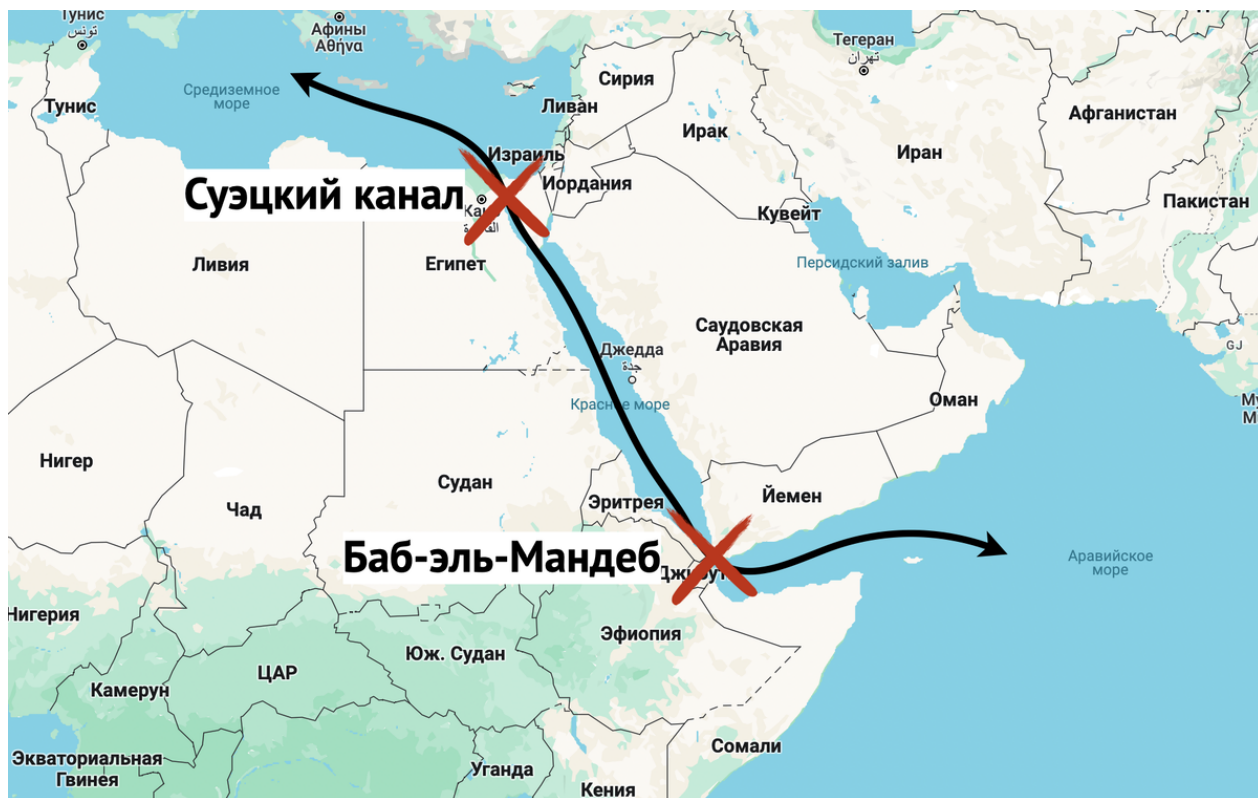 Тунис
تونس
Афины
Αθήνα
Тегеран
تهران
Средиземное
море
Тунис
Сирия
Ливан
Ирак
Афганистан
Израиль
Иран
Иордания
Суэцкий канал
Кувейт
Пакистан
Ливия
Египет
Персидский залив
Саудовская
Аравия
Джедда
جدة
GJ
Красное море
Оман
Нигер
Чад
Судан
Эритрея
Йемен
Баб-эль-Мандеб
Аравийское
море
Нигерия
Эфиопия
Юж. Судан
ЦАР
Камерун
Сомали
Экваториальная
Гвинея
Уганда
Кения